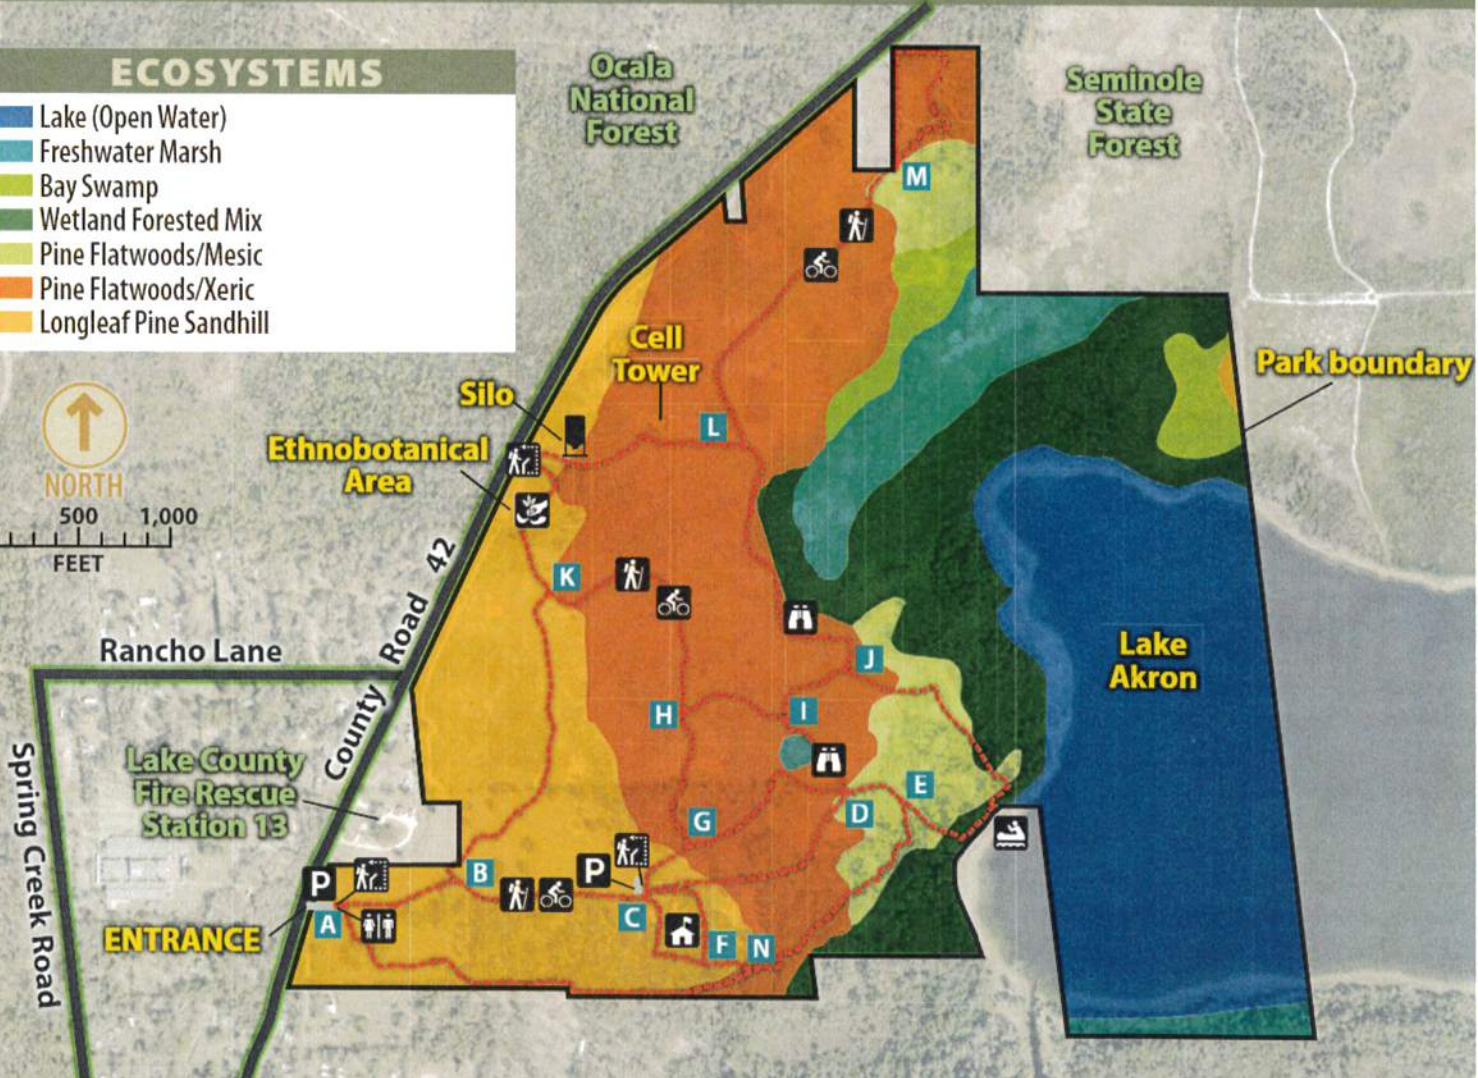 ECOSYSTEMS
Lake (Open Water)
Freshwater Marsh
Bay Swamp
Wetland Forested Mix
Pine Flatwoods/Mesic
Pine Flatwoods/Xeric
Longleaf Pine Sandhill
Ocala
National
Forest
Seminole
State
Forest
M
Park boundary
Cell
Tower
Silo
L
Ethnobotanical
Area
NORTH
500 1,000
FEET
K
County Road 42
Rancho Lane
Spring Creek Road
Lake County
Fire Rescue
Station 13
J
Lake
Akron
H
I
E
D
G
B
P
P
A
C
F
N
ENTRANCE